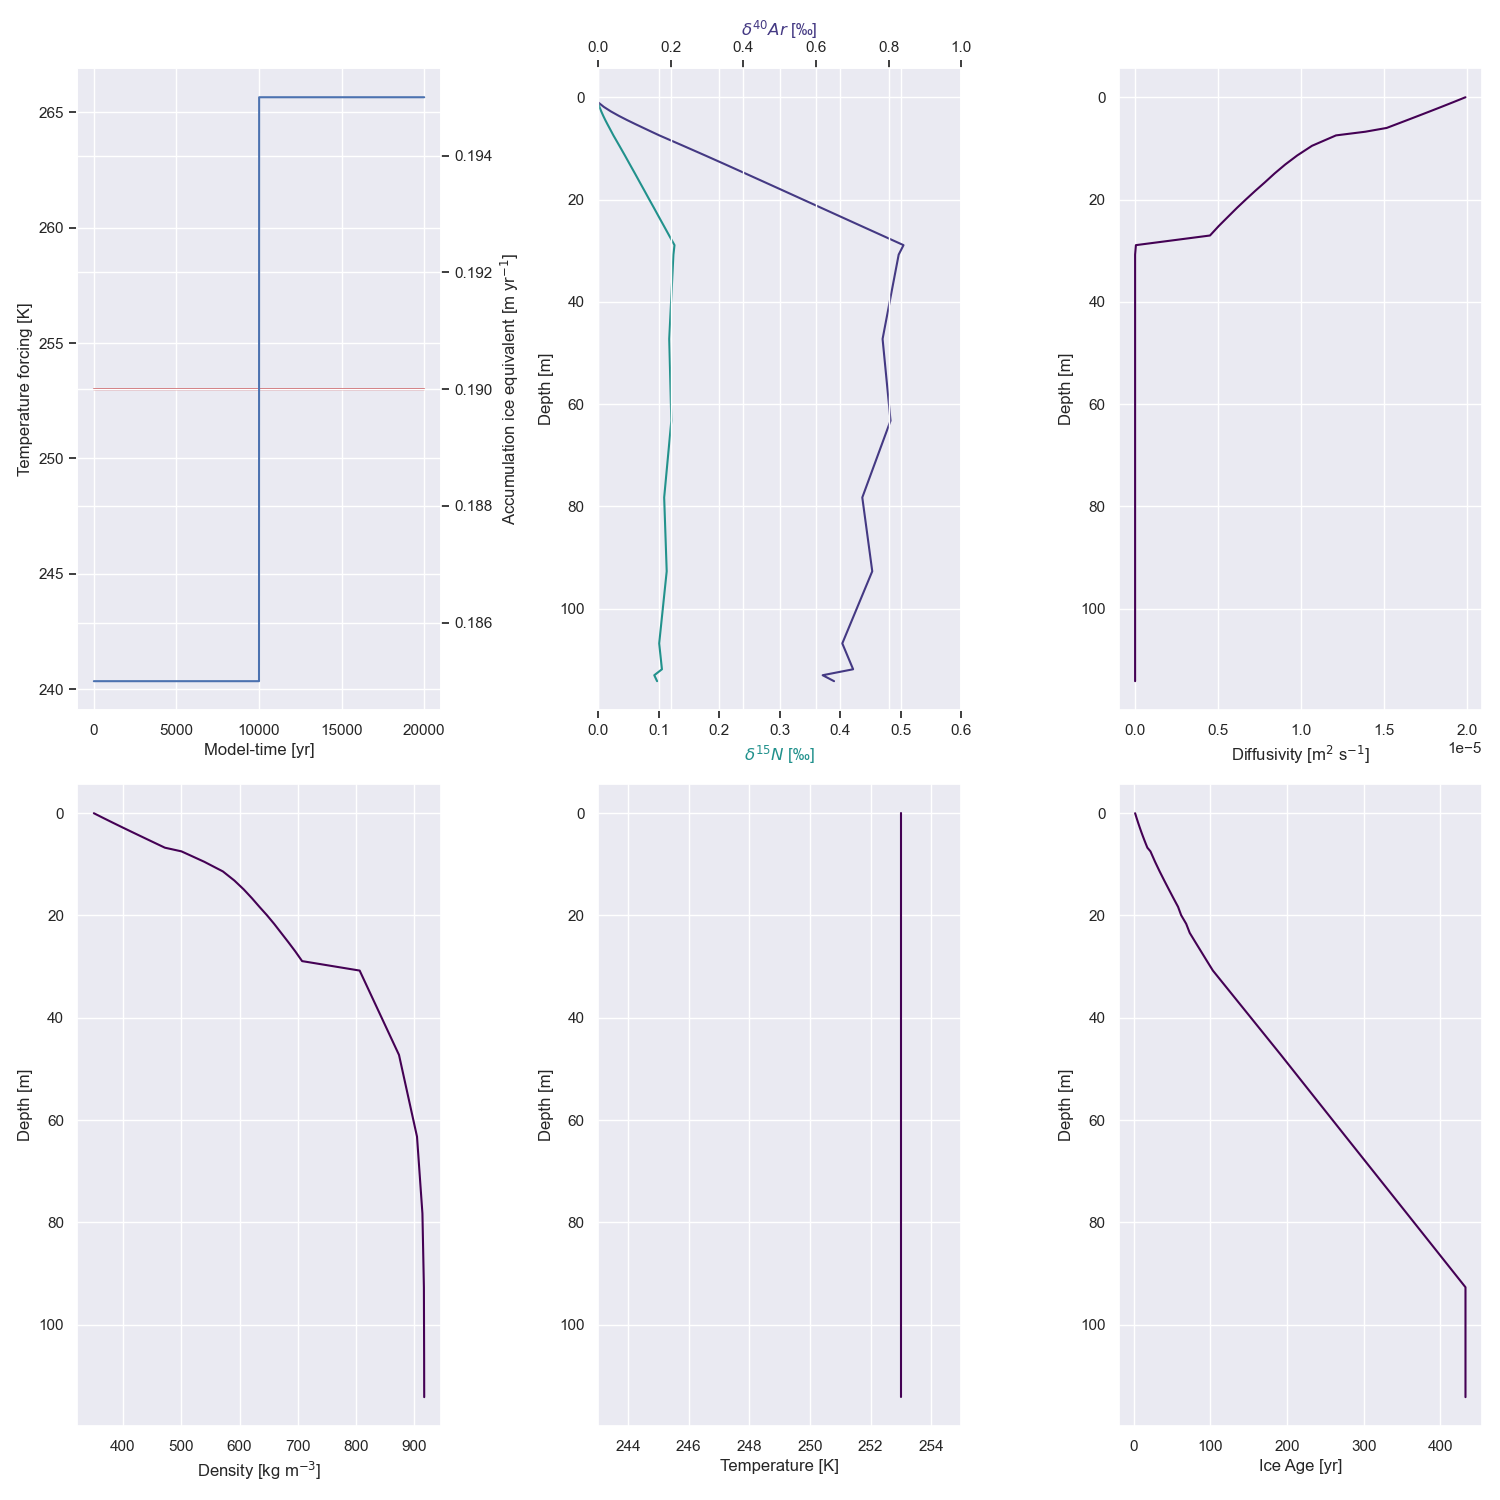 δ⁴⁰Ar [‰]
0.0 0.2 0.4 0.6 0.8 1.0
265
260
255
250
245
240
Temperature forcing [K]
0.194
0.192
0.190
0.188
0.186
Accumulation ice equivalent [m yr⁻¹]
0 5000 10000 15000 20000
Model-time [yr]
0
20
40
60
80
100
Depth [m]
0.0 0.1 0.2 0.3 0.4 0.5 0.6
δ¹⁵N [‰]
0
20
40
60
80
100
Depth [m]
0.0 0.5 1.0 1.5 2.0
1e−5
Diffusivity [m² s⁻¹]
0
20
40
60
80
100
Depth [m]
400 500 600 700 800 900
Density [kg m⁻³]
0
20
40
60
80
100
Depth [m]
244 246 248 250 252 254
Temperature [K]
0
20
40
60
80
100
Depth [m]
0 100 200 300 400
Ice Age [yr]